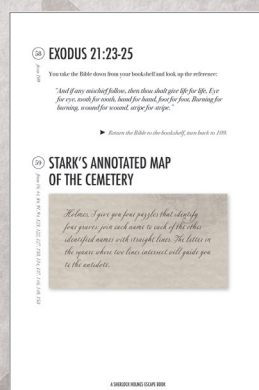 58 EXODUS 21:23-25
from 109
You take the Bible down from your bookshelf and look up the reference:
"And if any mischief follow, then thou shalt give life for life, Eye
for eye, tooth for tooth, hand for hand, foot for foot, Burning for
burning, wound for wound, stripe for stripe."
► Return the Bible to the bookshelf, turn back to 109.
59 STARK'S ANNOTATED MAP
OF THE CEMETERY
Holmes, I give you four puzzles that identify
four graves: join each name to each of the other
identified names with straight lines. The letter in
the square where two lines intersect will guide you
to the antidote.
A SHERLOCK HOLMES ESCAPE BOOK